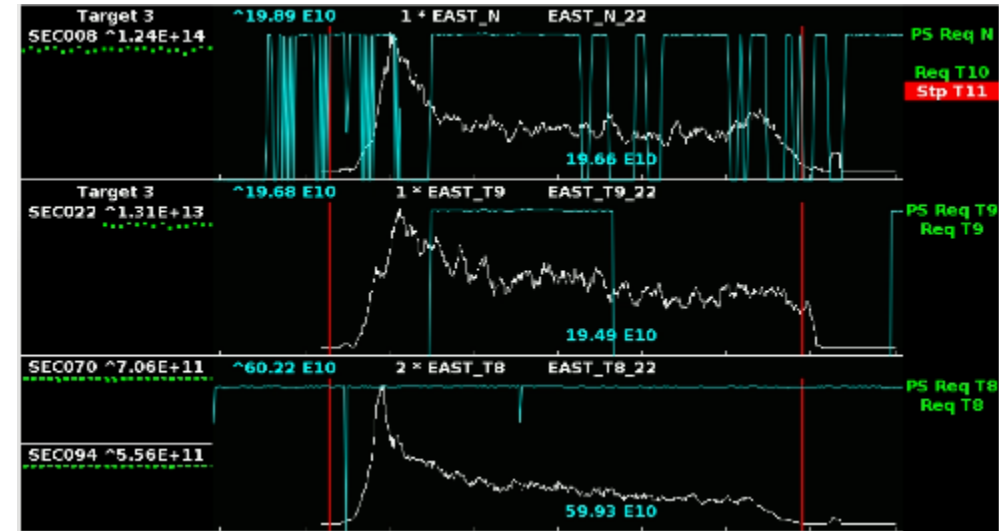 Target 3 ^19.89 E10 1 * EAST_N EAST_N_22
SEC008 ^1.24E+14 PS Req N
Req T10
Stp T11
19.66 E10
Target 3 ^19.68 E10 1 * EAST_T9 EAST_T9_22
SEC022 ^1.31E+13 PS Req T9
Req T9
19.49 E10
SEC070 ^7.06E+11 ^60.22 E10 2 * EAST_T8 EAST_T8_22
PS Req T8
Req T8
SEC094 ^5.56E+11
59.93 E10